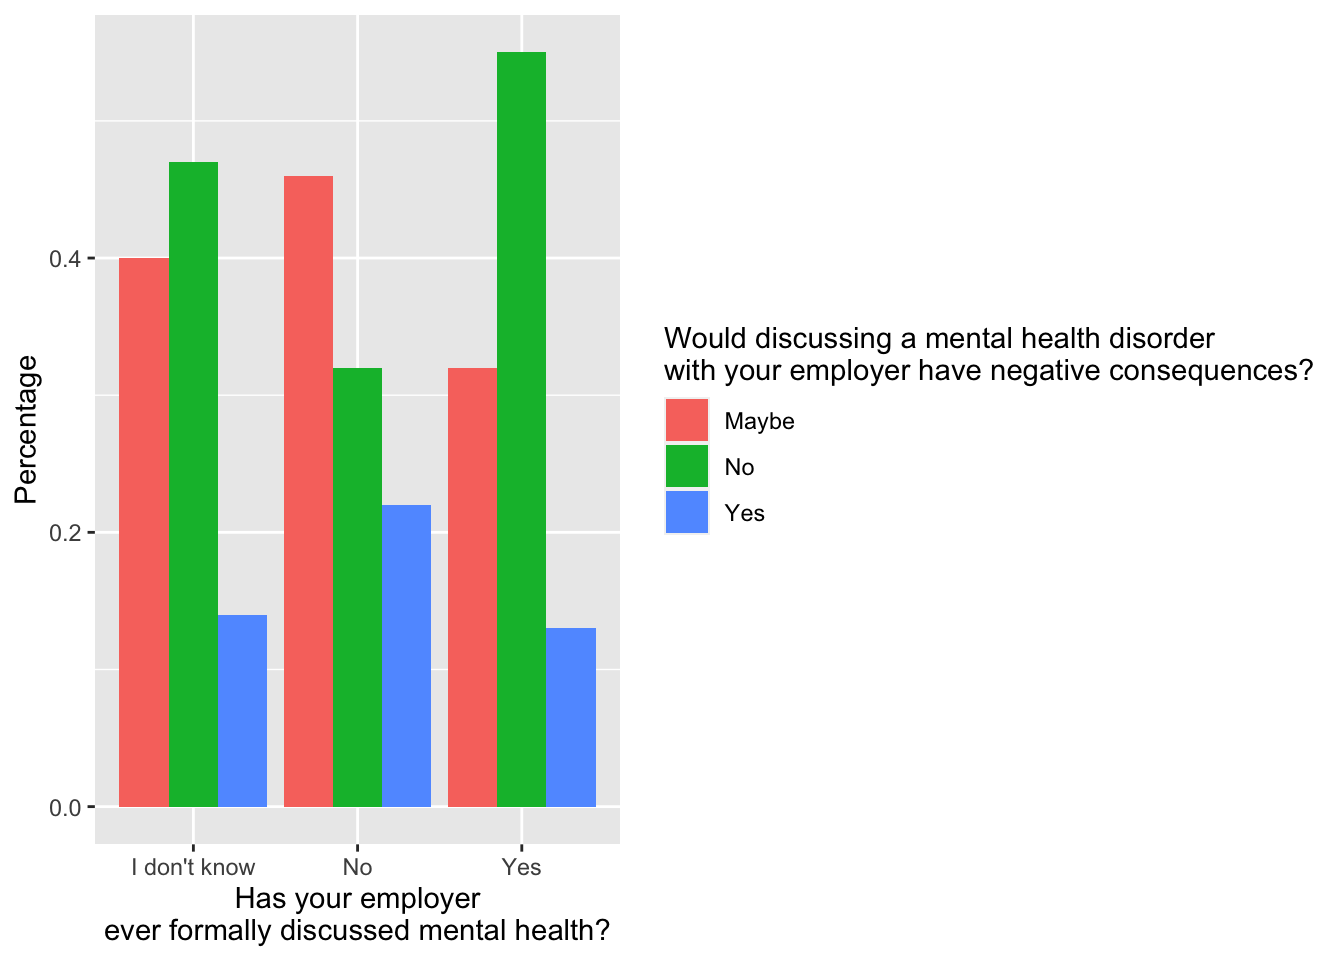 Percentage
0.4
0.2
0.0
I don't know No Yes
Has your employer
ever formally discussed mental health?
Would discussing a mental health disorder
with your employer have negative consequences?
Maybe
No
Yes